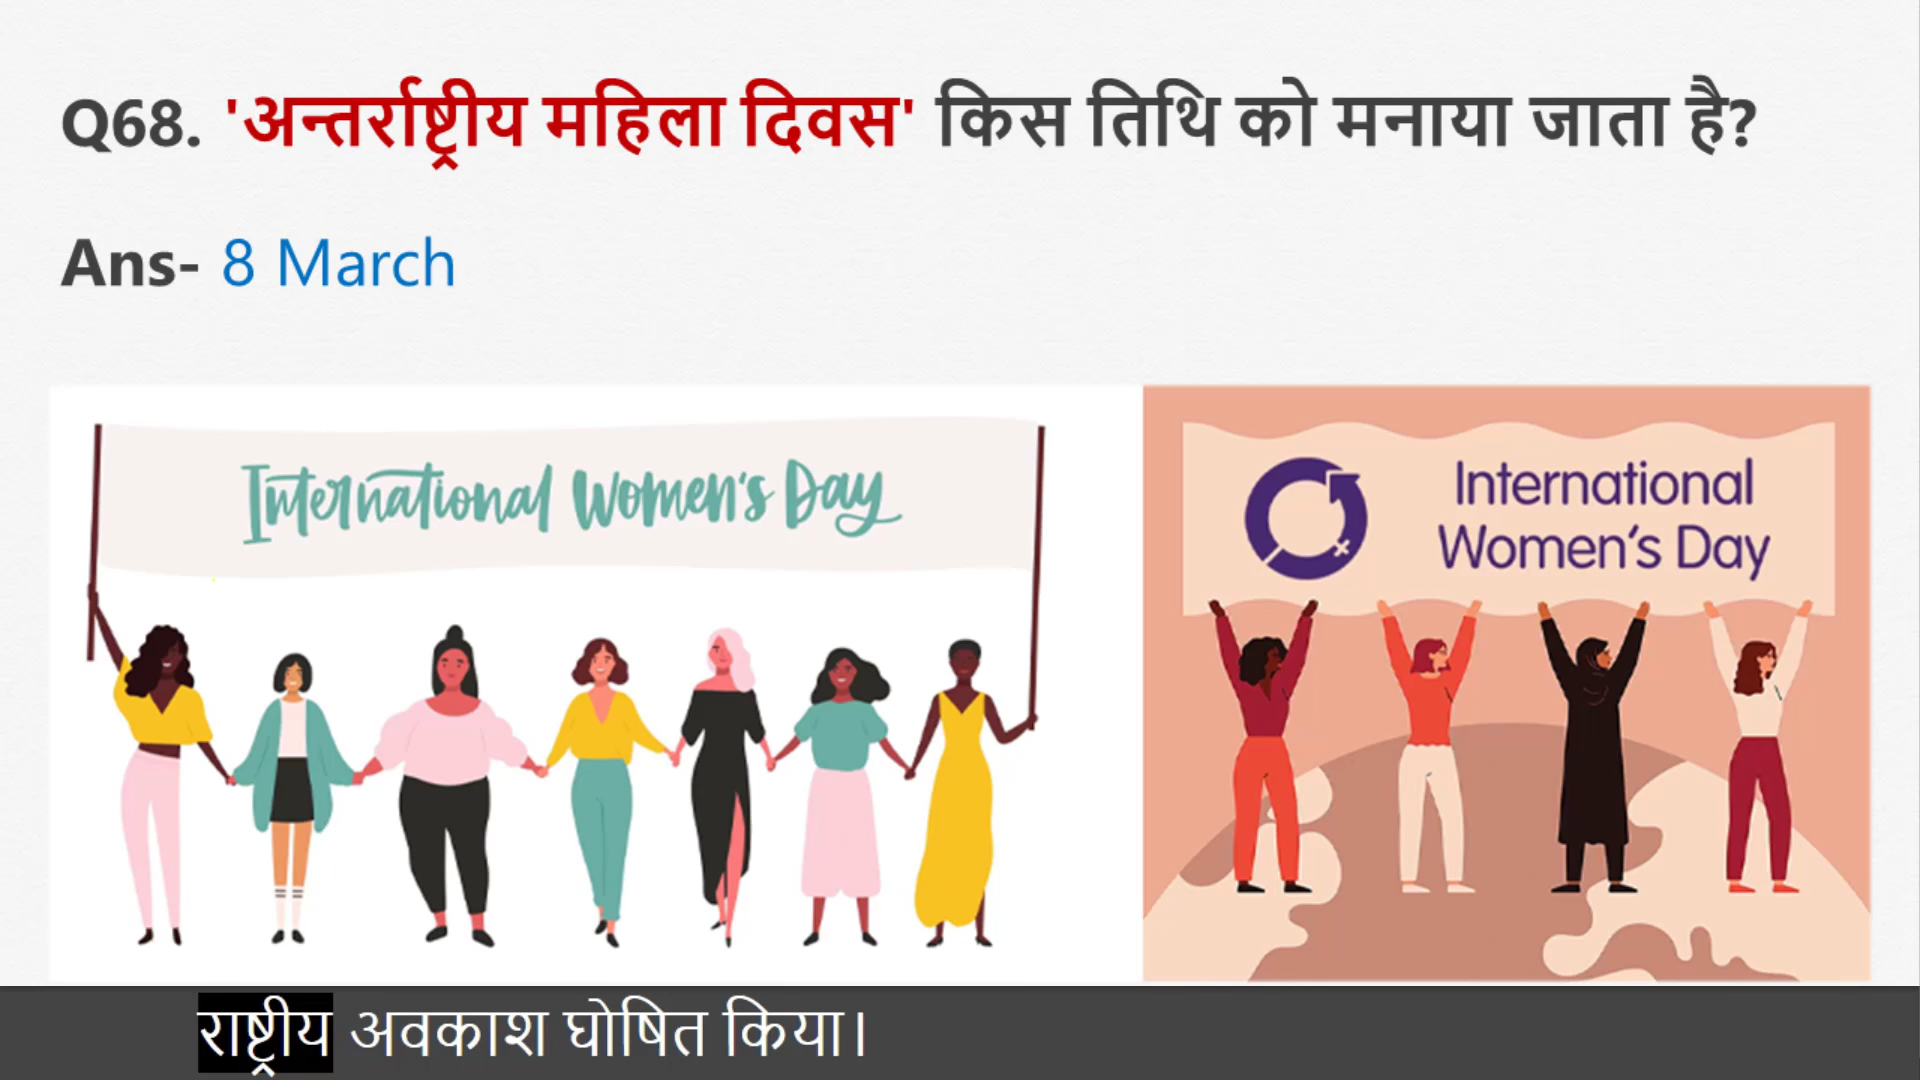 Q68. 'अन्तर्राष्ट्रीय महिला दिवस' किस तिथि को मनाया जाता है?
Ans- 8 March
International Women's Day
International
Women's Day
राष्ट्रीय अवकाश घोषित किया।